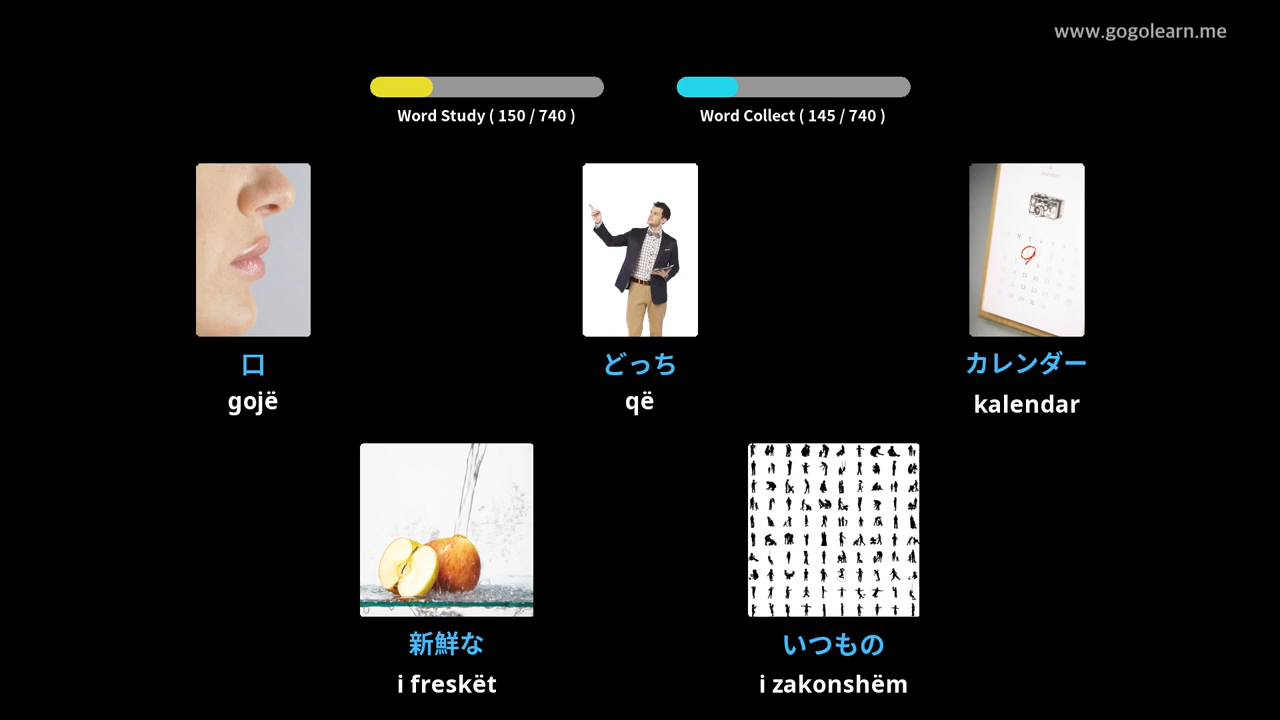 www.gogolearn.me
Word Study ( 150 / 740 )
Word Collect ( 145 / 740 )
口
どっち
カレンダー
gojë
që
kalendar
新鮮な
いつもの
i freskët
i zakonshëm